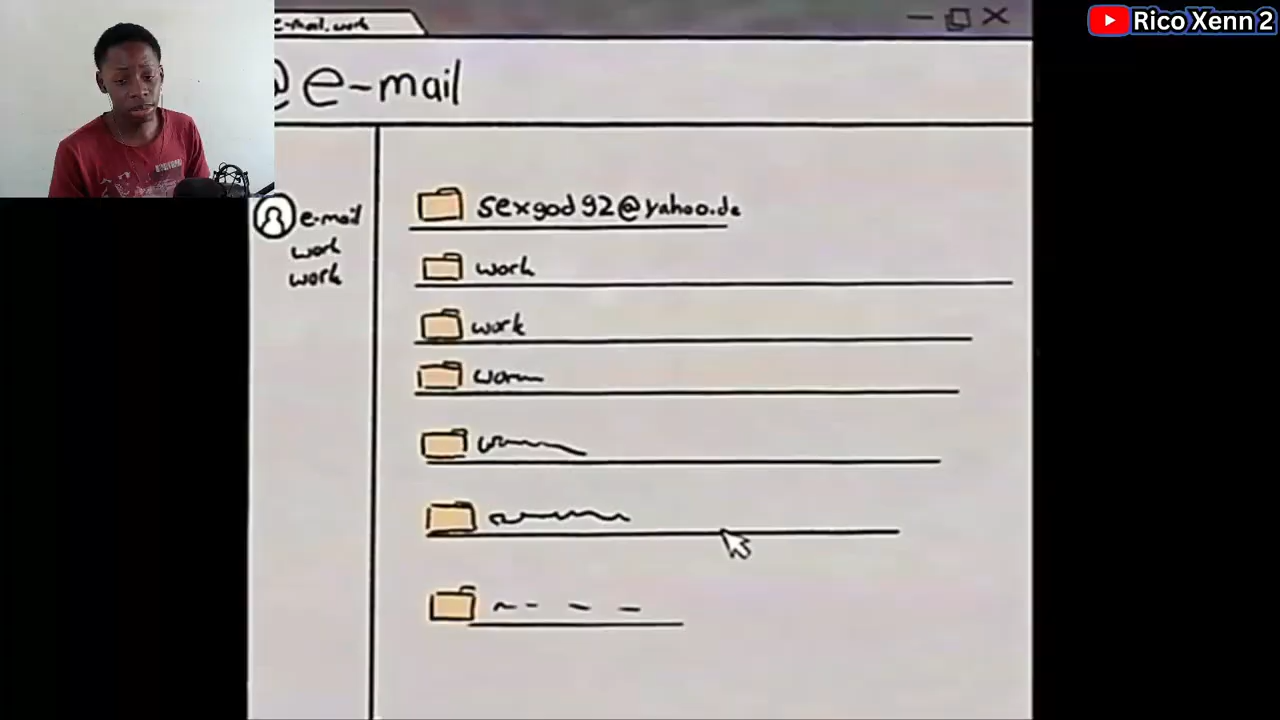 e-mail.work
Rico Xenn 2
@e-mail
sexgod92@yahoo.de
e-mail
work
work
work
work